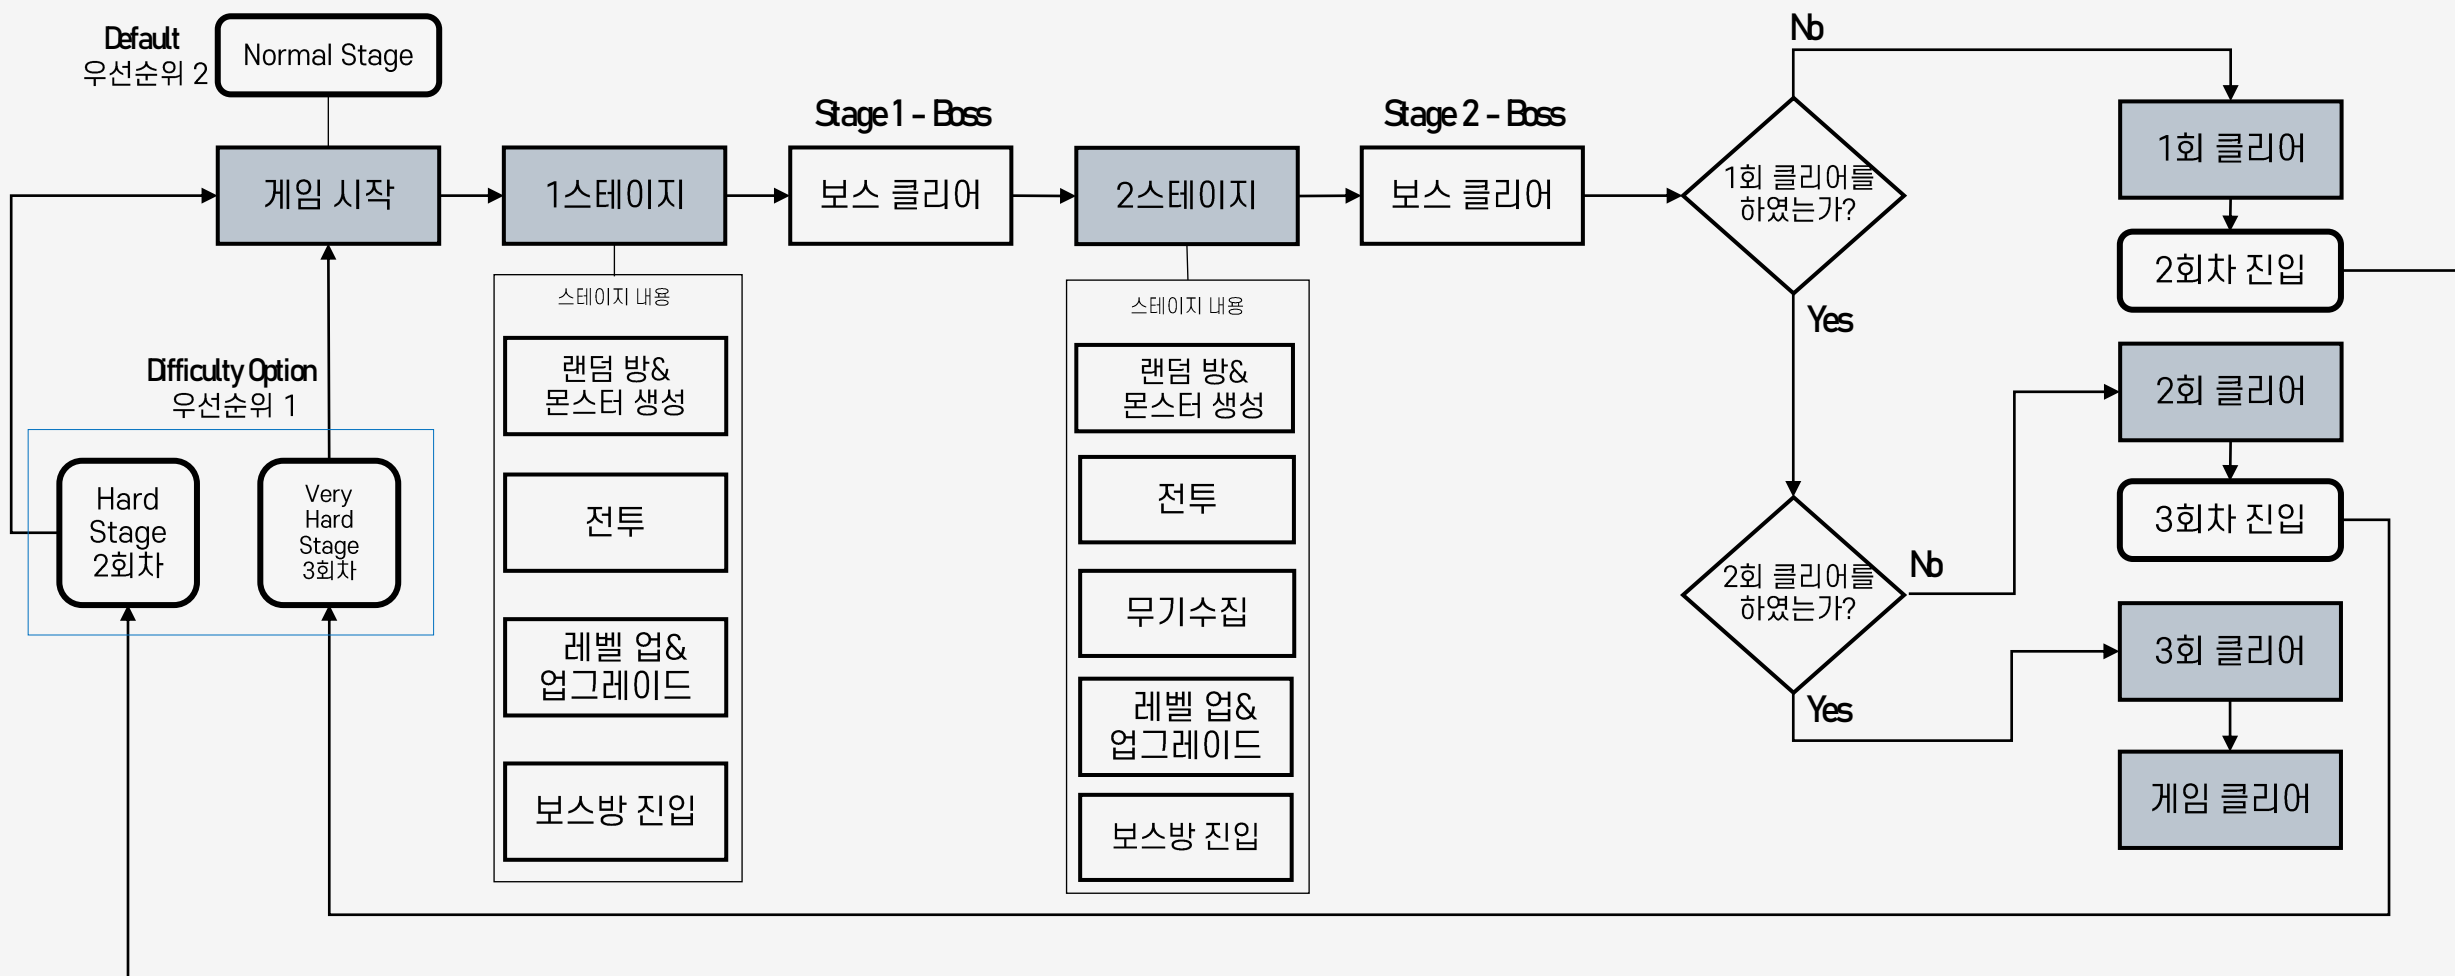 Default
우선순위 2
Normal Stage
게임 시작
Difficulty Option
우선순위 1
Hard
Stage
2회차
Very
Hard
Stage
3회차
1스테이지
스테이지 내용
랜덤 방&
몬스터 생성
전투
레벨 업&
업그레이드
보스방 진입
Stage 1 - Boss
보스 클리어
2스테이지
스테이지 내용
랜덤 방&
몬스터 생성
전투
무기수집
레벨 업&
업그레이드
보스방 진입
Stage 2 - Boss
보스 클리어
1회 클리어를
하였는가?
No
Yes
2회 클리어를
하였는가?
No
Yes
1회 클리어
2회차 진입
2회 클리어
3회차 진입
3회 클리어
게임 클리어